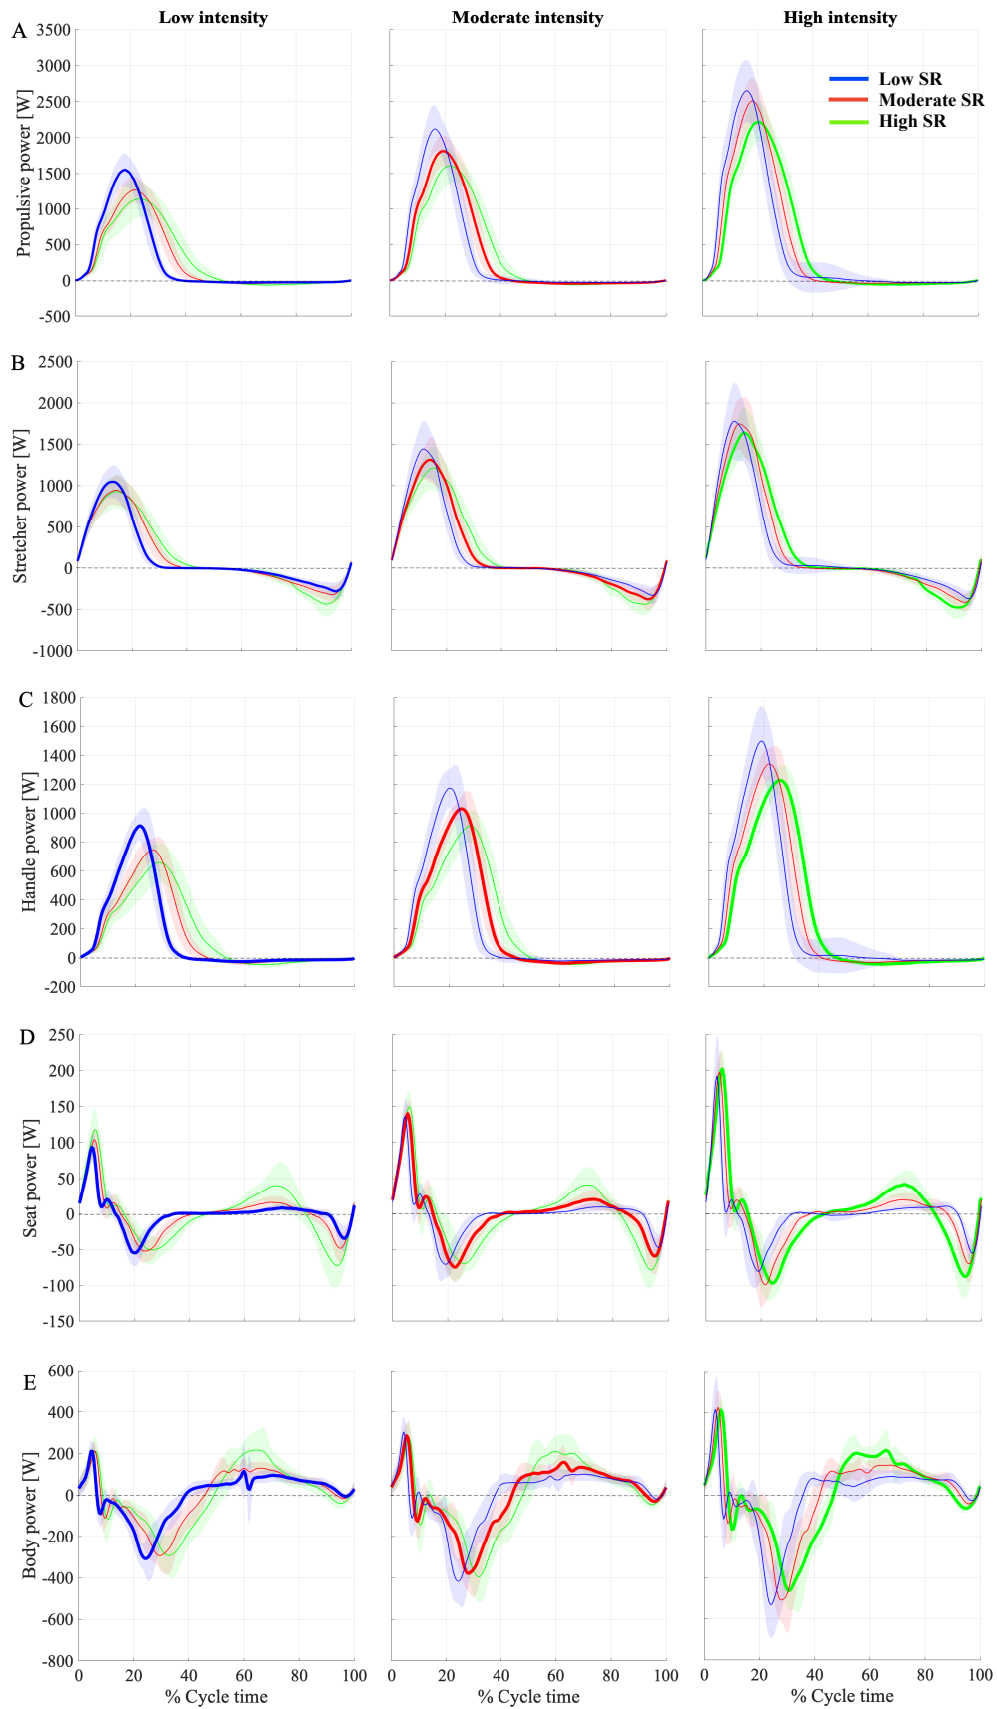 Low intensity
Moderate intensity
High intensity
A
Propulsive power [W]
3500
3000
2500
2000
1500
1000
500
0
-500
Low SR
Moderate SR
High SR
B
Stretcher power [W]
2500
2000
1500
1000
500
0
-500
-1000
C
Handle power [W]
1800
1600
1400
1200
1000
800
600
400
200
0
-200
D
Seat power [W]
250
200
150
100
50
0
-50
-100
-150
E
Body power [W]
600
400
200
0
-200
-400
-600
-800
0 20 40 60 80 100
0 20 40 60 80 100
0 20 40 60 80 100
% Cycle time
% Cycle time
% Cycle time